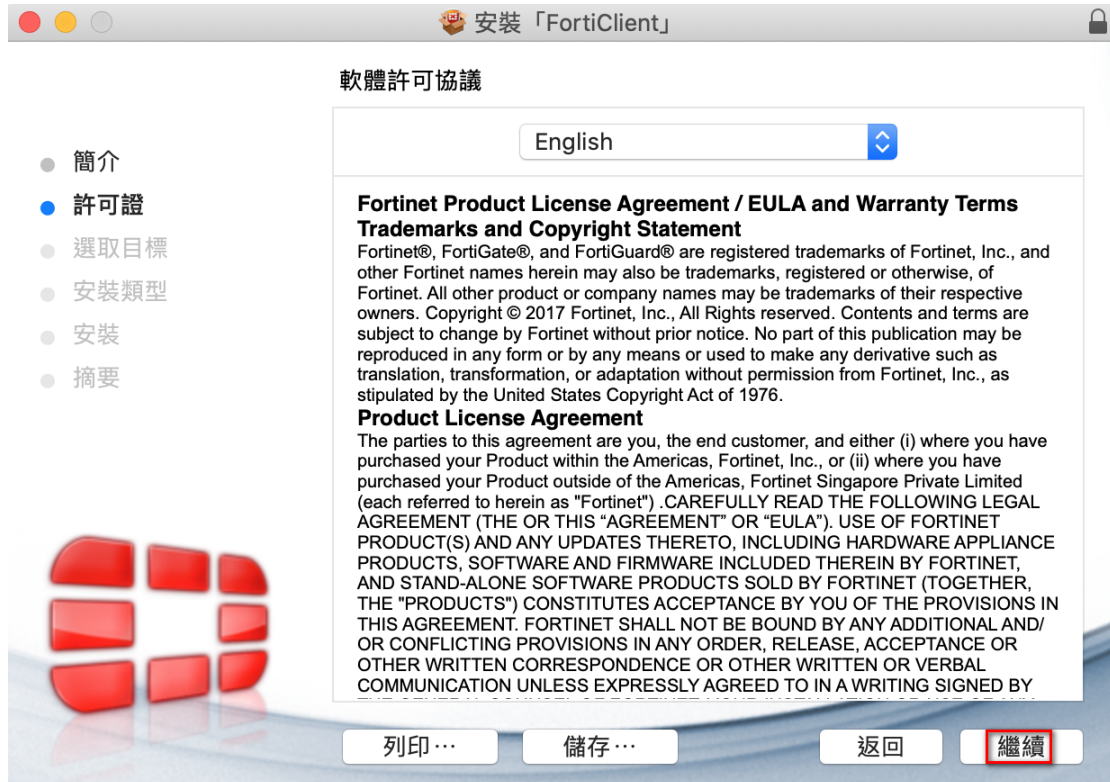 安裝「FortiClient」
軟體許可協議
簡介
許可證
選取目標
安裝類型
安裝
摘要
English
Fortinet Product License Agreement / EULA and Warranty Terms
Trademarks and Copyright Statement
Fortinet®, FortiGate®, and FortiGuard® are registered trademarks of Fortinet, Inc., and
other Fortinet names herein may also be trademarks, registered or otherwise, of
Fortinet. All other product or company names may be trademarks of their respective
owners. Copyright © 2017 Fortinet, Inc., All Rights reserved. Contents and terms are
subject to change by Fortinet without prior notice. No part of this publication may be
reproduced in any form or by any means or used to make any derivative such as
translation, transformation, or adaptation without permission from Fortinet, Inc., as
stipulated by the United States Copyright Act of 1976.
Product License Agreement
The parties to this agreement are you, the end customer, and either (i) where you have
purchased your Product within the Americas, Fortinet, Inc., or (ii) where you have
purchased your Product outside of the Americas, Fortinet Singapore Private Limited
(each referred to herein as "Fortinet") .CAREFULLY READ THE FOLLOWING LEGAL
AGREEMENT (THE OR THIS “AGREEMENT” OR “EULA”). USE OF FORTINET
PRODUCT(S) AND ANY UPDATES THERETO, INCLUDING HARDWARE APPLIANCE
PRODUCTS, SOFTWARE AND FIRMWARE INCLUDED THEREIN BY FORTINET,
AND STAND-ALONE SOFTWARE PRODUCTS SOLD BY FORTINET (TOGETHER,
THE "PRODUCTS") CONSTITUTES ACCEPTANCE BY YOU OF THE PROVISIONS IN
THIS AGREEMENT. FORTINET SHALL NOT BE BOUND BY ANY ADDITIONAL AND/
OR CONFLICTING PROVISIONS IN ANY ORDER, RELEASE, ACCEPTANCE OR
OTHER WRITTEN CORRESPONDENCE OR OTHER WRITTEN OR VERBAL
COMMUNICATION UNLESS EXPRESSLY AGREED TO IN A WRITING SIGNED BY
列印⋯
儲存⋯
返回
繼續